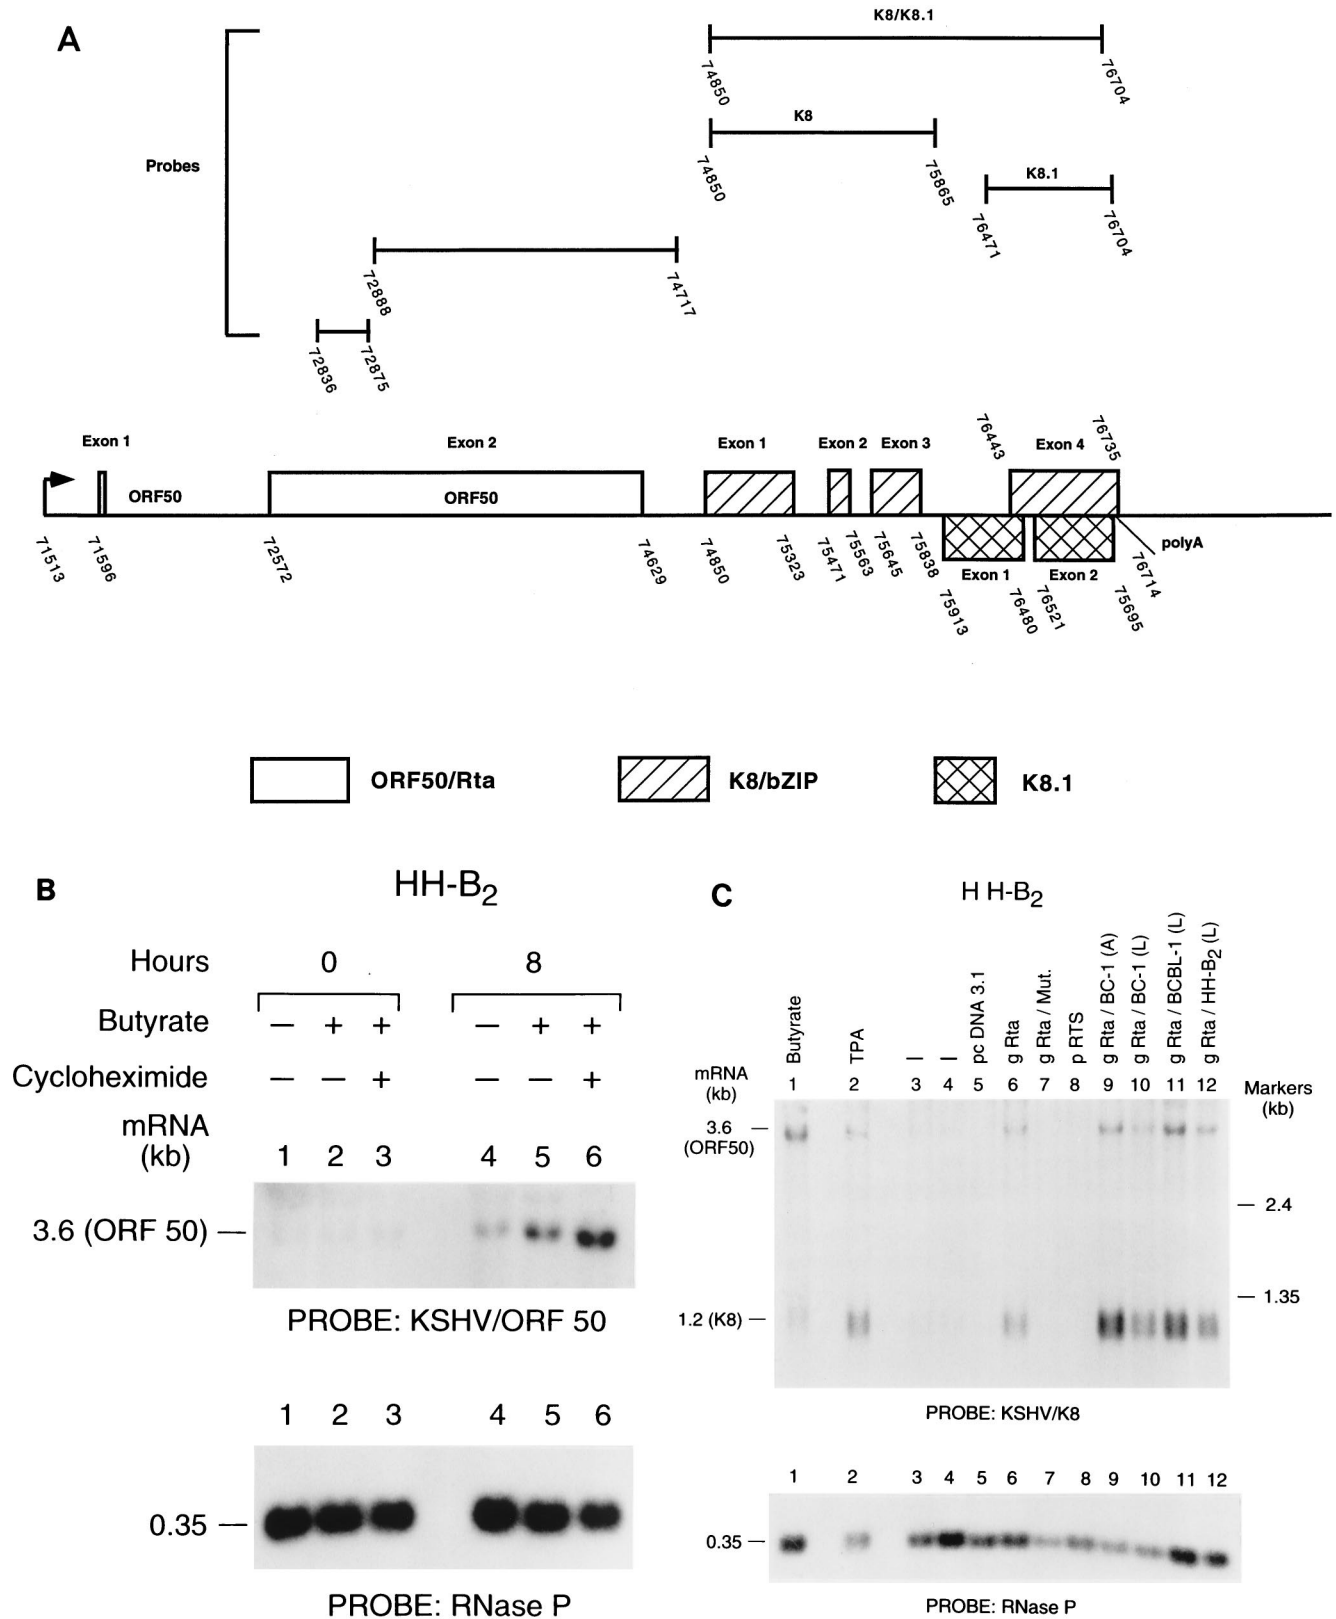 A
K8/K8.1
74850
76704
K8
Probes
74850
75865
K8.1
76471
76704
72888
74717
72836
72875
76443
76735
Exon 1
Exon 2
Exon 1
Exon 2
Exon 3
Exon 4
ORF50
ORF50
polyA
71513
71596
72572
74629
74850
75323
75471
75563
75645
75838
Exon 1
Exon 2
76714
75913
76480
76521
75695
ORF50/Rta
K8/bZIP
K8.1
B
HH-B2
Hours 0 8
Butyrate — + + — + +
Cycloheximide — — + — — +
mRNA
(kb) 1 2 3 4 5 6
3.6 (ORF 50) —
PROBE: KSHV/ORF 50
1 2 3 4 5 6
0.35 —
PROBE: RNase P
C
H H-B2
Butyrate
TPA
—
—
pc DNA 3.1
g Rta
g Rta / Mut.
p RTS
g Rta / BC-1 (A)
g Rta / BC-1 (L)
g Rta / BCBL-1 (L)
g Rta / HH-B2 (L)
mRNA
(kb)
1 2 3 4 5 6 7 8 9 10 11 12
Markers
(kb)
3.6 —
(ORF50)
— 2.4
— 1.35
1.2 (K8) —
PROBE: KSHV/K8
1 2 3 4 5 6 7 8 9 10 11 12
0.35 —
PROBE: RNase P